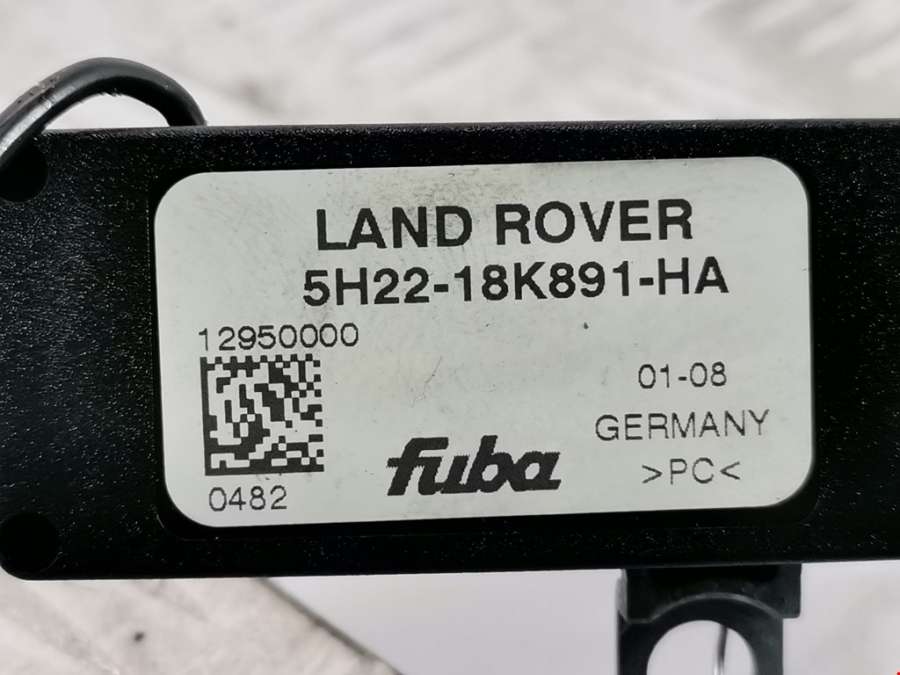 LAND ROVER
5H22-18K891-HA
12950000
01-08
GERMANY
>PC<
fuba
0482